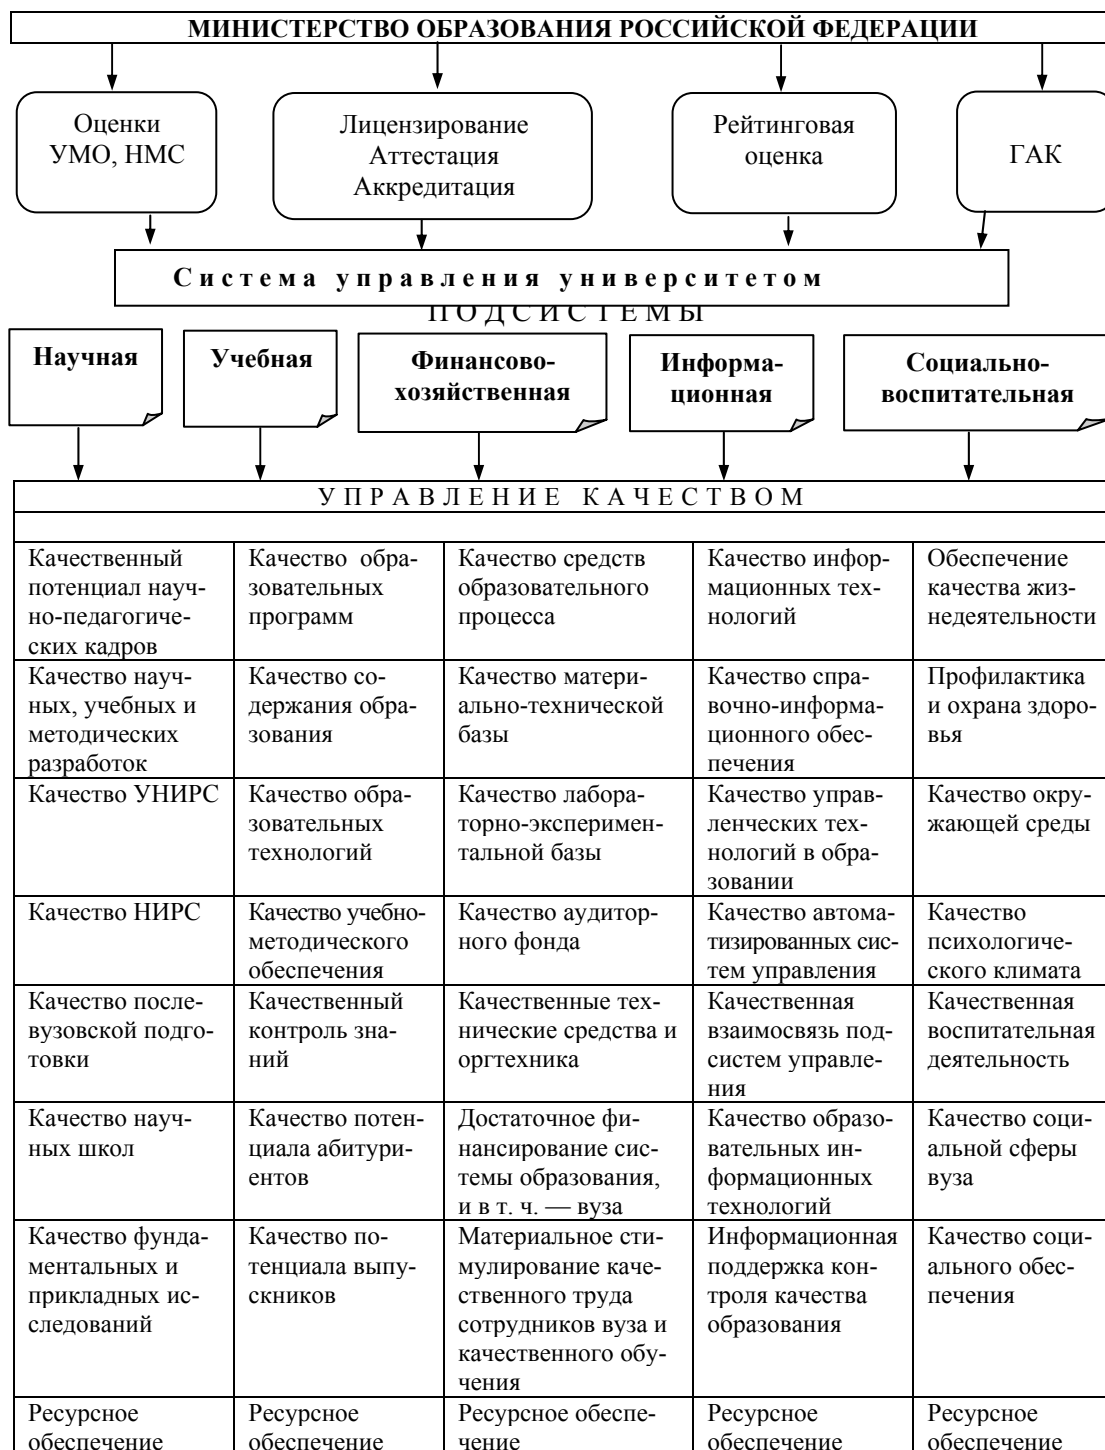 МИНИСТЕРСТВО ОБРАЗОВАНИЯ РОССИЙСКОЙ ФЕДЕРАЦИИ
Оценки
УМО, НМС
Лицензирование
Аттестация
Аккредитация
Рейтинговая
оценка
ГАК
Система управления университетом
ПОДСИСТЕМЫ
Научная
Учебная
Финансово-
хозяйственная
Информа-
ционная
Социально-
воспитательная
УПРАВЛЕНИЕ КАЧЕСТВОМ
Качественный
потенциал науч-
но-педагогиче-
ских кадров
Качество обра-
зовательных
программ
Качество средств
образовательного
процесса
Качество инфор-
мационных тех-
нологий
Обеспечение
качества жиз-
недеятельности
Качество науч-
ных, учебных и
методических
разработок
Качество со-
держания обра-
зования
Качество матери-
ально-технической
базы
Качество спра-
вочно-информа-
ционного обес-
печения
Профилактика
и охрана здоро-
вья
Качество УНИРС
Качество обра-
зовательных
технологий
Качество лабора-
торно-эксперимен-
тальной базы
Качество управ-
ленческих тех-
нологий в обра-
зовании
Качество окру-
жающей среды
Качество НИРС
Качество учебно-
методического
обеспечения
Качество аудитор-
ного фонда
Качество автома-
тизированных сис-
тем управления
Качество
психологиче-
ского климата
Качество после-
вузовской подго-
товки
Качественный
контроль зна-
ний
Качественные тех-
нические средства и
оргтехника
Качественная
взаимосвязь под-
систем управле-
ния
Качественная
воспитательная
деятельность
Качество науч-
ных школ
Качество потен-
циала абитури-
ентов
Достаточное фи-
нансирование сис-
темы образования,
и в т. ч. — вуза
Качество образо-
вательных ин-
формационных
технологий
Качество соци-
альной сферы
вуза
Качество фунда-
ментальных и
прикладных ис-
следований
Качество по-
тенциала выпу-
скников
Материальное сти-
мулирование каче-
ственного труда
сотрудников вуза и
качественного обу-
чения
Информационная
поддержка кон-
троля качества
образования
Качество соци-
ального обес-
печения
Ресурсное
обеспечение
Ресурсное
обеспечение
Ресурсное обеспе-
чение
Ресурсное
обеспечение
Ресурсное
обеспечение